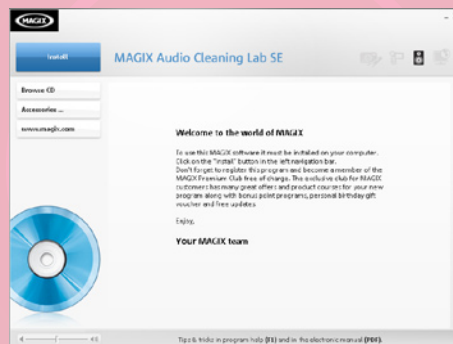 MAGIX
Install
MAGIX Audio Cleaning Lab SE
Browse CD
Accessories ...
www.magix.com
Welcome to the world of MAGIX
To use this MAGIX software it must be installed on your computer.
Click on the "Install" button in the left navigation bar.
Don't forget to register this program and become a member of the
MAGIX Premium Club free of charge. The exclusive club for MAGIX
customers has many great offers and product courses for your new
program along with bonus point programs, personal birthday gift
voucher and free updates
Enjoy,
Your MAGIX team
Tips & tricks in program help (F1) and in the electronic manual (PDF).